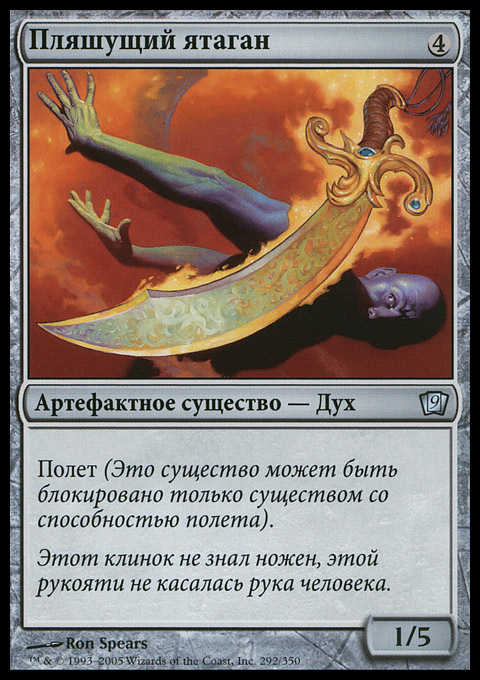 Пляшущий ятаган
4
Артефактное существо — Дух
9
Полет (Это существо может быть
блокировано только существом со
способностью полета).
Этот клинок не знал ножен, этой
рукояти не касалась рука человека.
Ron Spears
1/5
™ & © 1993–2005 Wizards of the Coast, Inc. 292/350